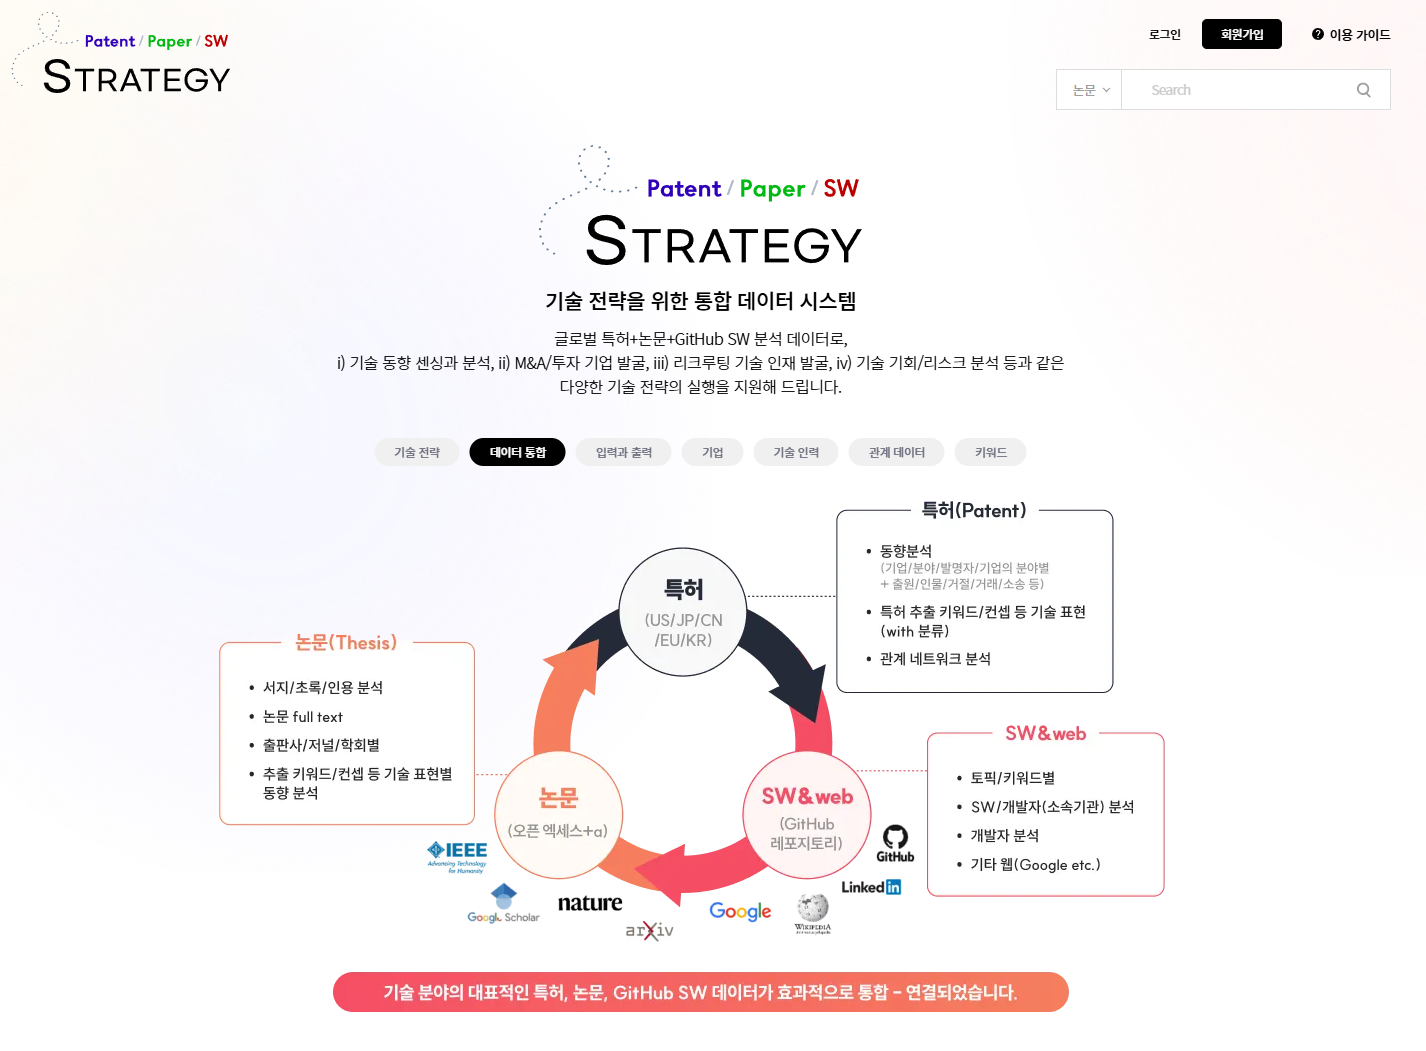 Patent / Paper / SW
STRATEGY
로그인
회원가입
? 이용 가이드
논문
Search
Patent / Paper / SW
STRATEGY
기술 전략을 위한 통합 데이터 시스템
글로벌 특허+논문+GitHub SW 분석 데이터로,
i) 기술 동향 센싱과 분석, ii) M&A/투자 기업 발굴, iii) 리크루팅 기술 인재 발굴, iv) 기술 기회/리스크 분석 등과 같은
다양한 기술 전략의 실행을 지원해 드립니다.
기술 전략
데이터 통합
입력과 출력
기업
기술 인력
관계 데이터
키워드
특허(Patent)
• 동향분석
(기업/분야/발명자/기업의 분야별
+ 출원/인물/거절/거래/소송 등)
• 특허 추출 키워드/컨셉 등 기술 표현
(with 분류)
• 관계 네트워크 분석
특허
(US/JP/CN
/EU/KR)
논문(Thesis)
• 서지/초록/인용 분석
• 논문 full text
• 출판사/저널/학회별
• 추출 키워드/컨셉 등 기술 표현별
동향 분석
논문
(오픈 엑세스+a)
SW&web
(GitHub
레포지토리)
SW&web
• 토픽/키워드별
• SW/개발자(소속기관) 분석
• 개발자 분석
• 기타 웹(Google etc.)
IEEE
Advancing Technology
for Humanity
Google Scholar
nature
arXiv
Google
WIKIPEDIA
LinkedIn
GitHub
기술 분야의 대표적인 특허, 논문, GitHub SW 데이터가 효과적으로 통합 - 연결되었습니다.